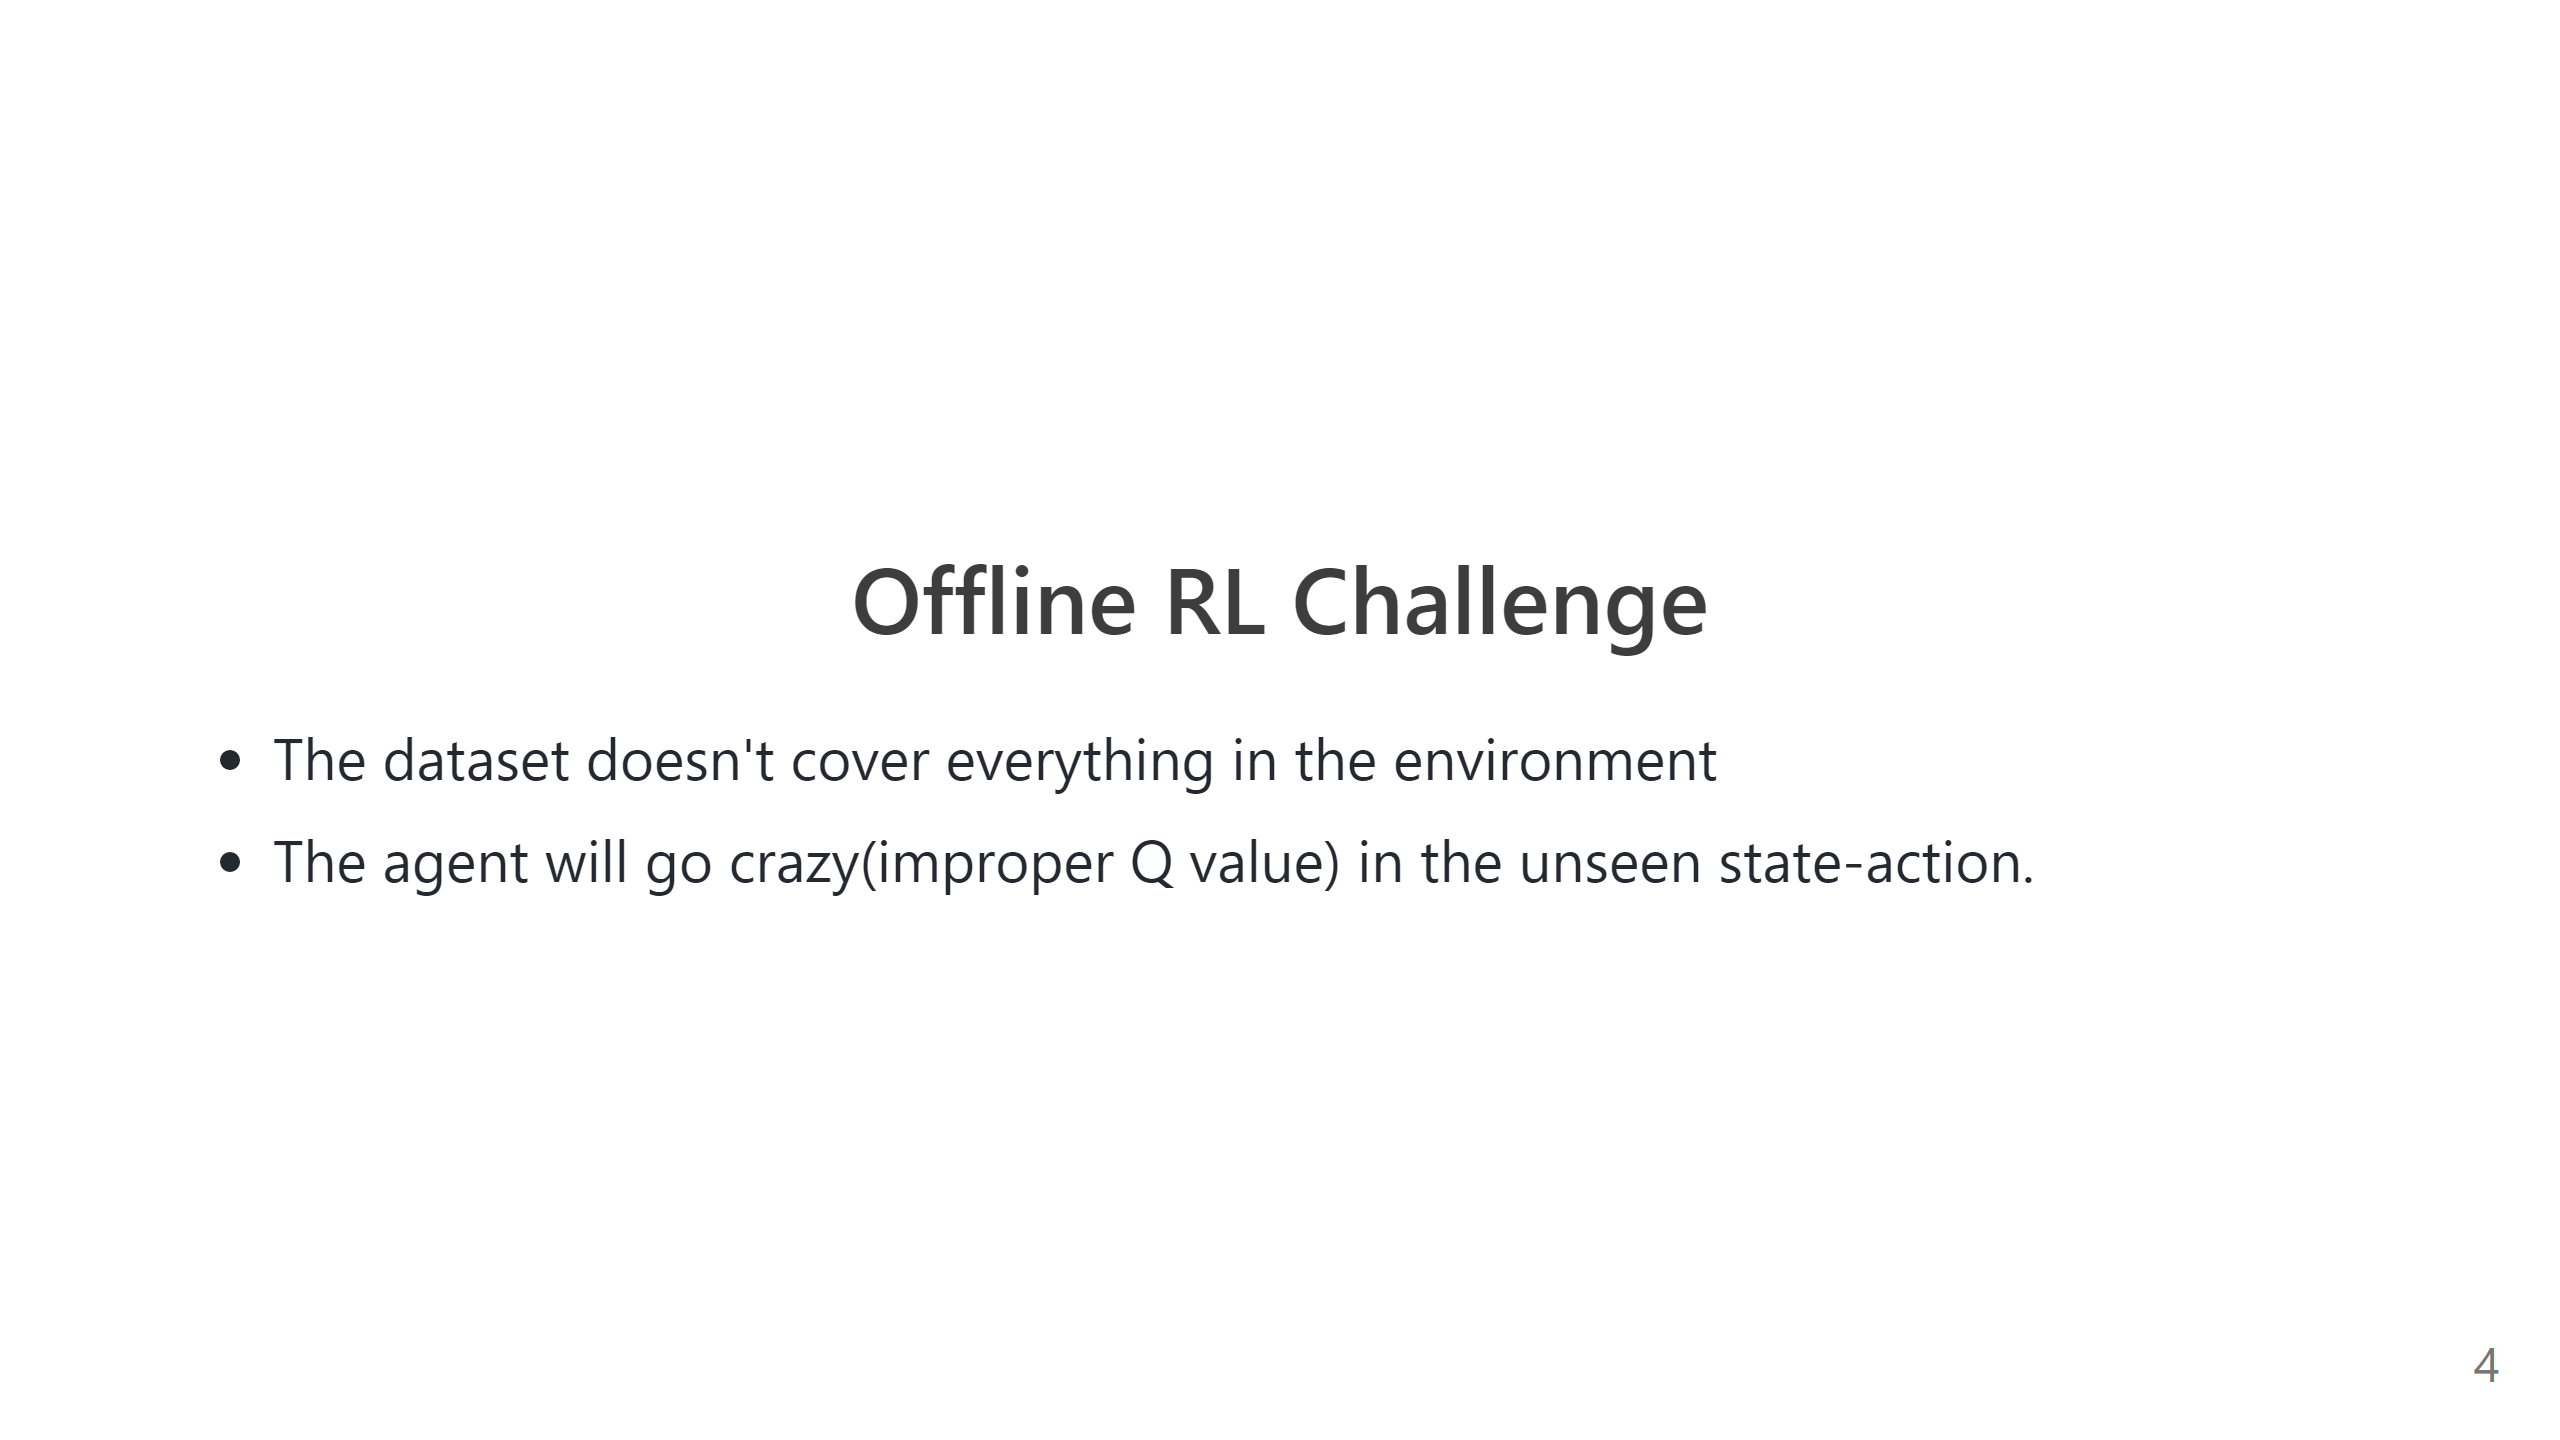 Offline RL Challenge
• The dataset doesn't cover everything in the environment
• The agent will go crazy(improper Q value) in the unseen state-action.
4